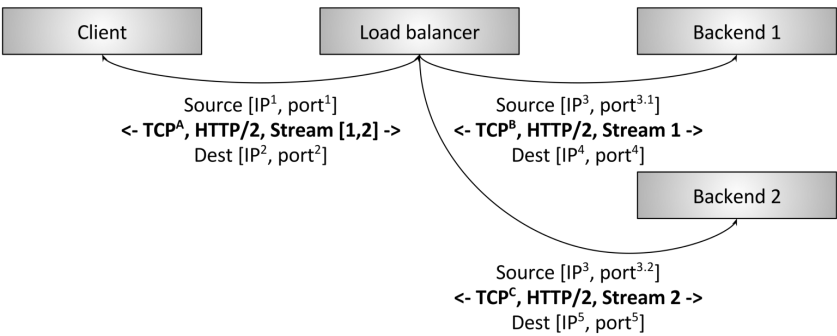 Client
Load balancer
Backend 1
Source [IP¹, port¹]
<- TCPᴬ, HTTP/2, Stream [1,2] ->
Dest [IP², port²]
Source [IP³, port³·¹]
<- TCPᴮ, HTTP/2, Stream 1 ->
Dest [IP⁴, port⁴]
Backend 2
Source [IP³, port³·²]
<- TCPᶜ, HTTP/2, Stream 2 ->
Dest [IP⁵, port⁵]